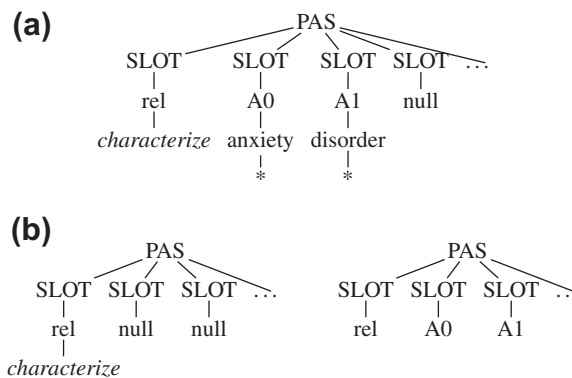 (a)
PAS
SLOT SLOT SLOT SLOT ...
rel A0 A1 null
characterize anxiety disorder
* *
(b)
PAS PAS
SLOT SLOT SLOT ... SLOT SLOT SLOT ...
rel null null rel A0 A1
characterize